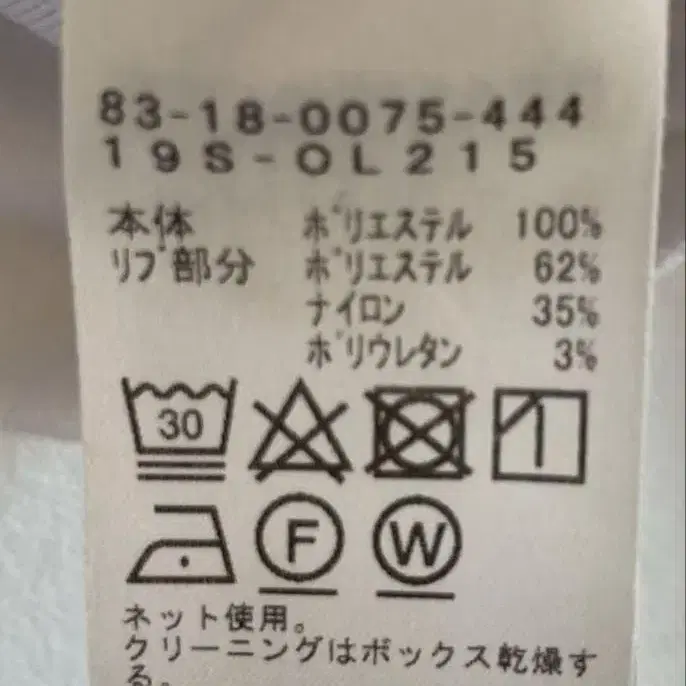 83-18-0075-444
19S-OL215
本体 ポリエステル 100%
リブ部分 ポリエステル 62%
ナイロン 35%
ポリウレタン 3%
30
F W
ネット使用。
クリーニングはボックス乾燥す
る。